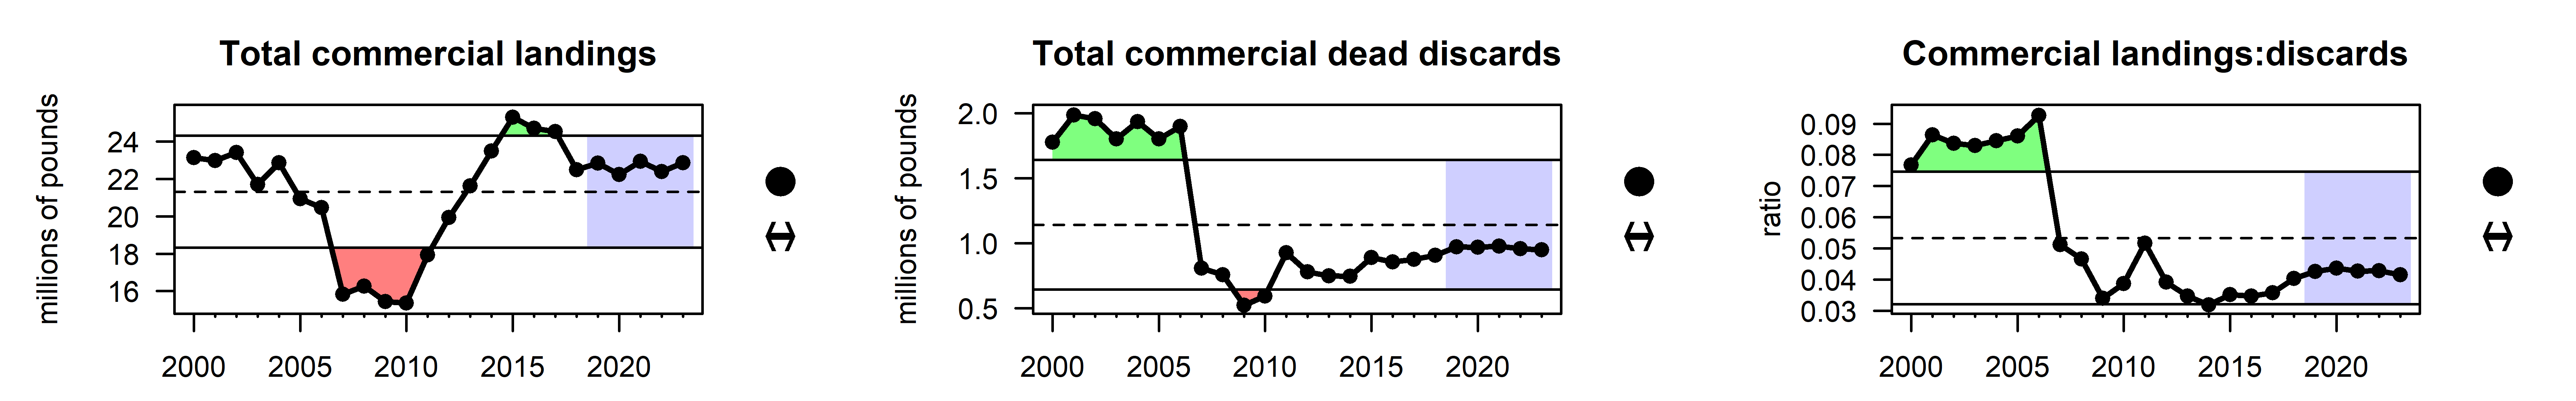 Total commercial landings
millions of pounds
24
22
20
18
16
2000 2005 2010 2015 2020
Total commercial dead discards
millions of pounds
2.0
1.5
1.0
0.5
2000 2005 2010 2015 2020
Commercial landings:discards
ratio
0.09
0.08
0.07
0.06
0.05
0.04
0.03
2000 2005 2010 2015 2020